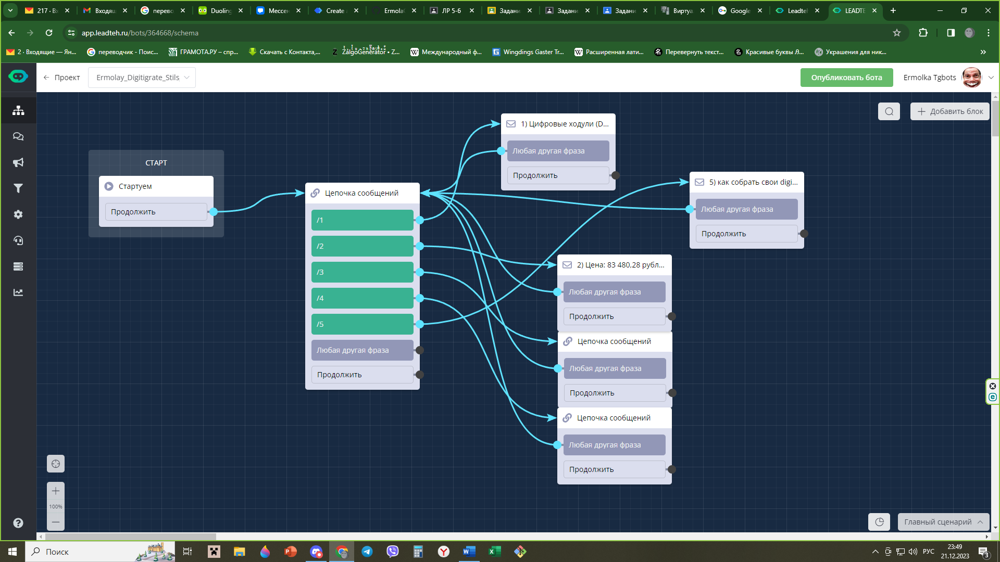 217 · Вх
Входящ
перево
Duoling
Мессен
Create a
Ermola
ЛР 5-6
Задани
Задани
Задани
Виртуа
Google
Leadteh
LEADTE
app.leadteh.ru/bots/364668/schema
2 · Входящие — Ян...
переводчик - Поис...
ГРАМОТА.РУ – спр...
Скачать с Контакта,...
ZalgoGenerator • Z...
Международный ф...
Wingdings Gaster Tr...
Расширенная лати...
Перевернуть текст...
Украшения для ник...
Проект
Ermolay_Digitigrate_Stils
Опубликовать бота
Ermolka Tgbots
Добавить блок
СТАРТ
Стартуем
Продолжить
Цепочка сообщений
/1
/2
/3
/4
/5
Любая другая фраза
Продолжить
1) Цифровые ходули (D...
Любая другая фраза
Продолжить
5) как собрать свои digi...
Любая другая фраза
Продолжить
2) Цена: 83 480,28 рубл...
Любая другая фраза
Продолжить
Цепочка сообщений
Любая другая фраза
Продолжить
Цепочка сообщений
Любая другая фраза
Продолжить
100%
Главный сценарий
Поиск
РУС
23:49
21.12.2023
3